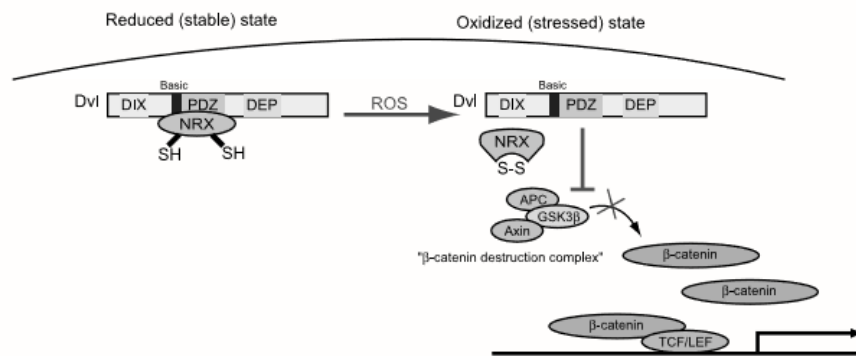 Reduced (stable) state
Oxidized (stressed) state
Basic
Dvl DIX PDZ DEP
NRX
SH SH
ROS
Basic
Dvl DIX PDZ DEP
NRX
S-S
APC
GSK3β
Axin
"β-catenin destruction complex"
β-catenin
β-catenin
β-catenin
TCF/LEF